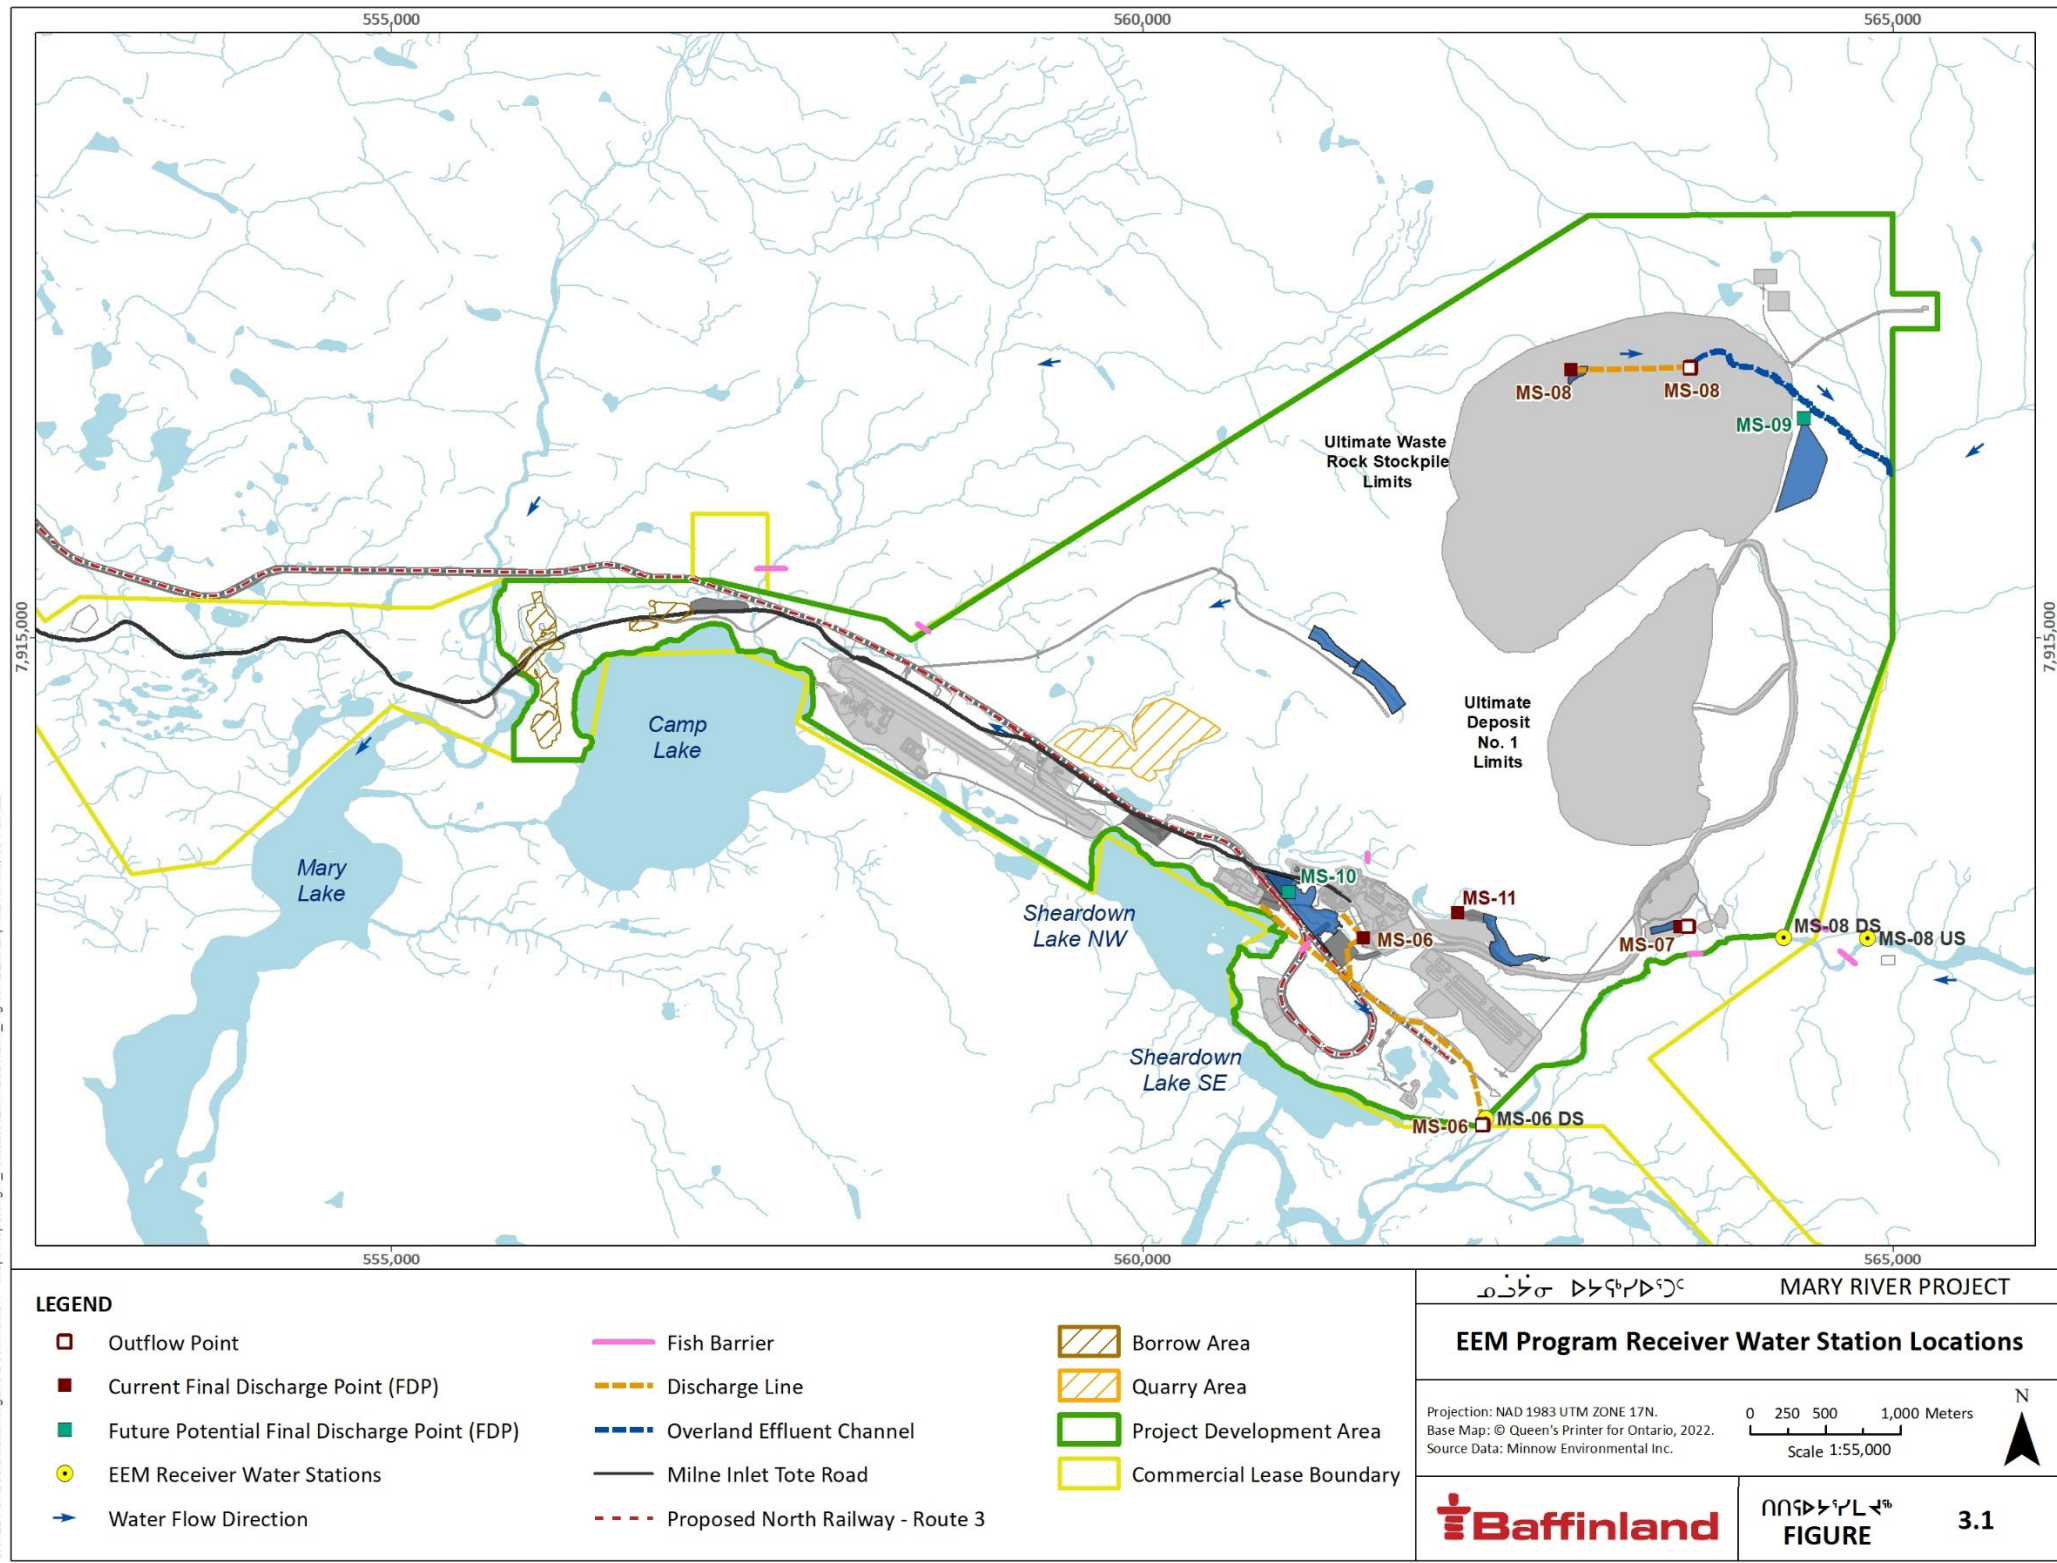 555,000
560,000
565,000
7,915,000
7,915,000
MS-08
MS-08
MS-09
Ultimate Waste
Rock Stockpile
Limits
Ultimate
Deposit
No. 1
Limits
Camp
Lake
Mary
Lake
Sheardown
Lake NW
Sheardown
Lake SE
MS-10
MS-11
MS-06
MS-07
MS-08 DS
MS-08 US
MS-06
MS-06 DS
555,000
560,000
565,000
LEGEND
Outflow Point
Current Final Discharge Point (FDP)
Future Potential Final Discharge Point (FDP)
EEM Receiver Water Stations
Water Flow Direction
Fish Barrier
Discharge Line
Overland Effluent Channel
Milne Inlet Tote Road
Proposed North Railway - Route 3
Borrow Area
Quarry Area
Project Development Area
Commercial Lease Boundary
ᓄᓘᔮᓂ ᐅᔭᕋᖅᓯᐅᕐᑐᑦ MARY RIVER PROJECT
EEM Program Receiver Water Station Locations
Projection: NAD 1983 UTM ZONE 17N.
Base Map: © Queen's Printer for Ontario, 2022.
Source Data: Minnow Environmental Inc.
0 250 500 1,000 Meters
Scale 1:55,000
N
Baffinland
FIGURE 3.1